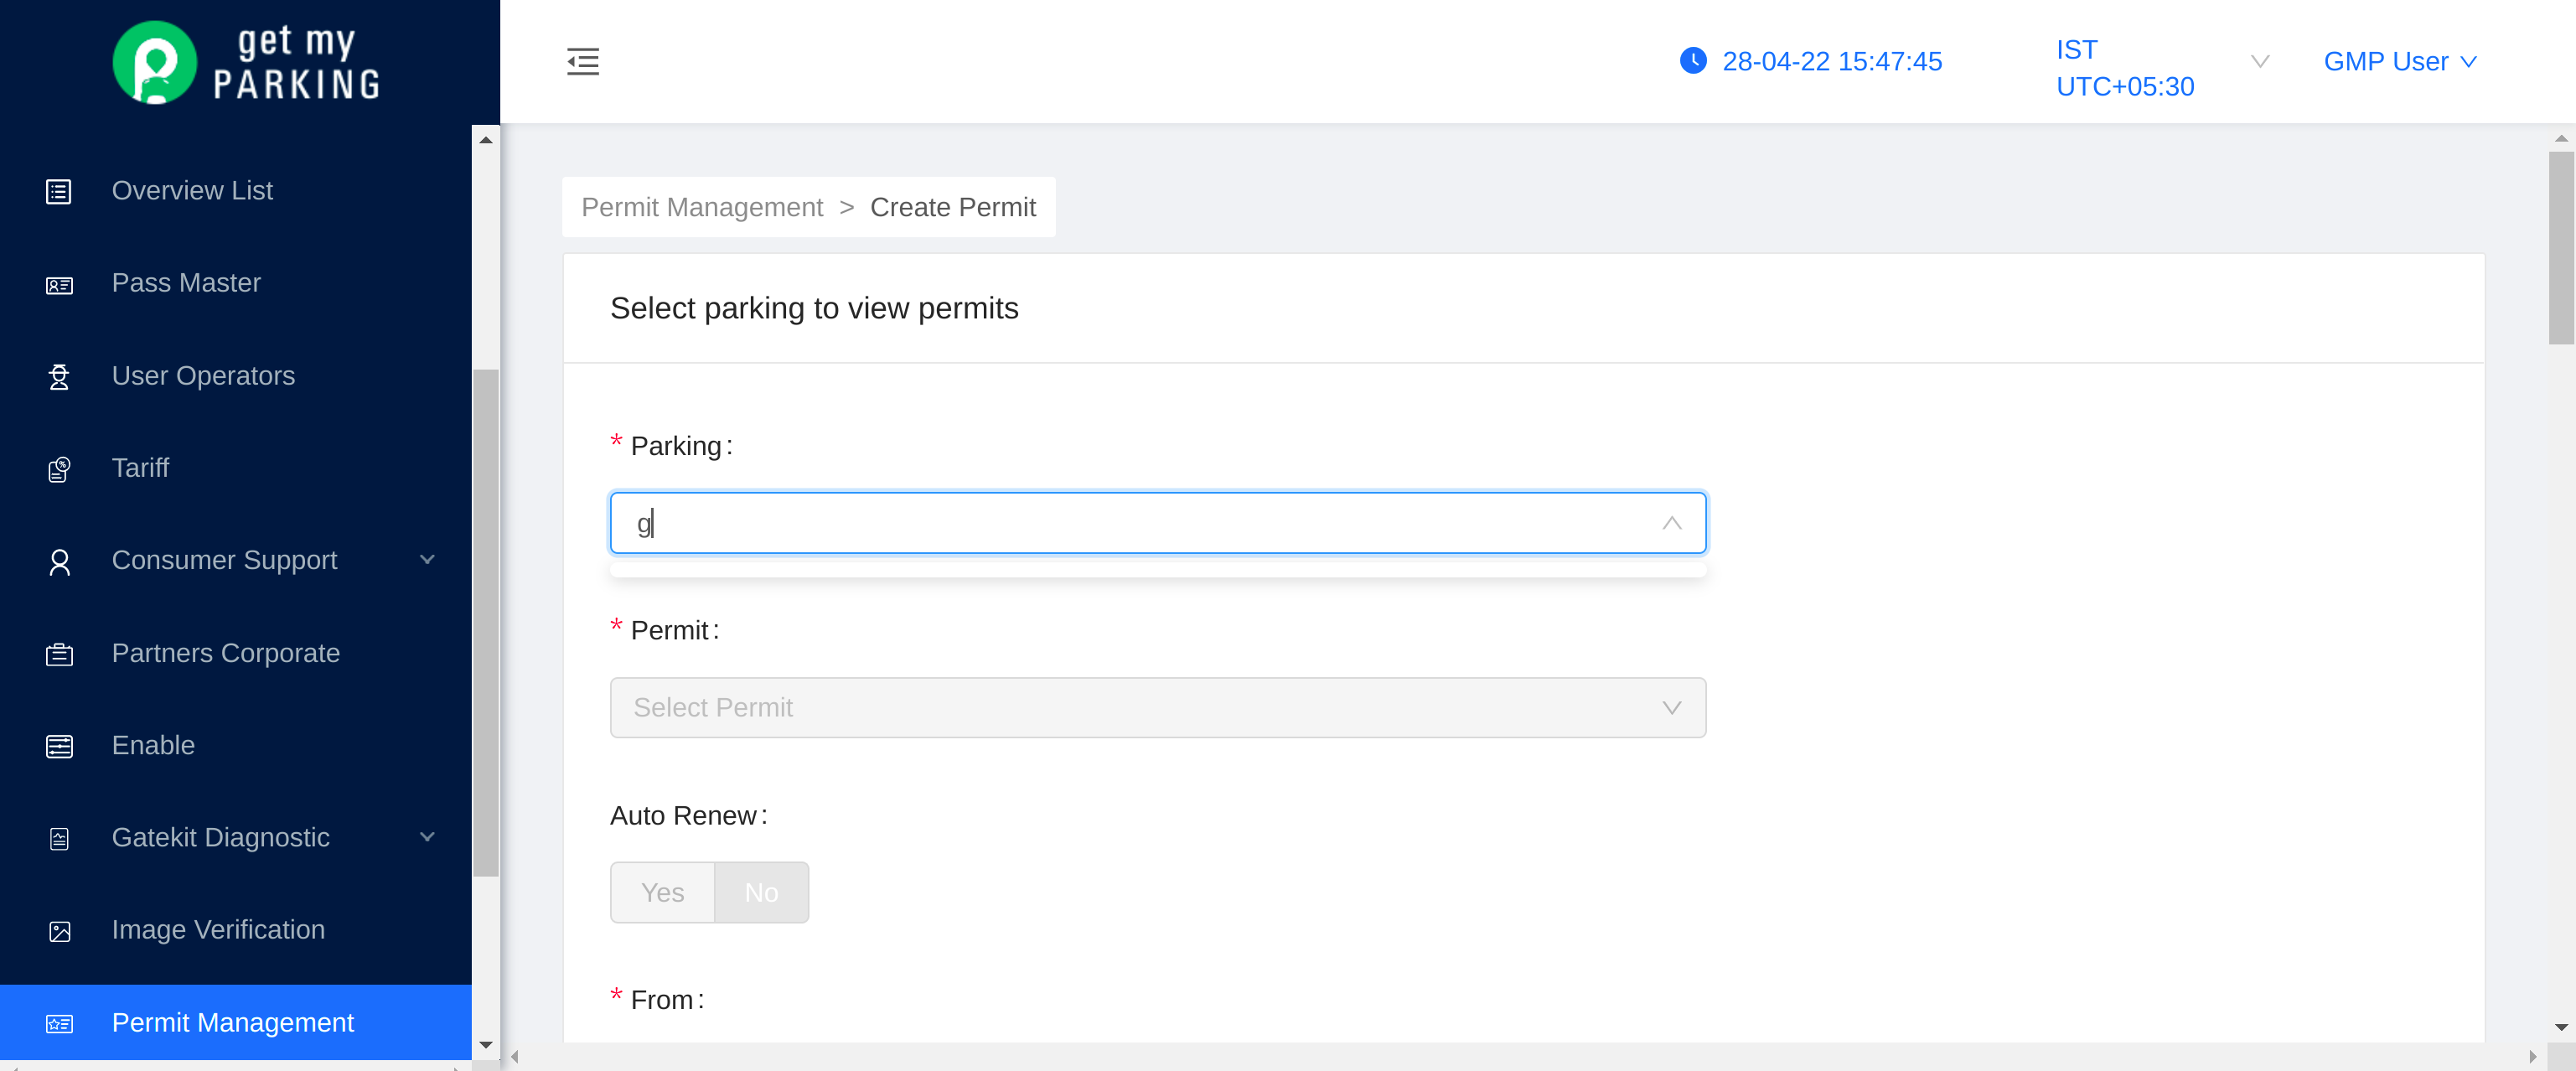 get my
PARKING
28-04-22 15:47:45
IST
UTC+05:30
GMP User
Overview List
Pass Master
User Operators
Tariff
Consumer Support
Partners Corporate
Enable
Gatekit Diagnostic
Image Verification
Permit Management
Permit Management > Create Permit
Select parking to view permits
* Parking:
g
* Permit:
Select Permit
Auto Renew:
Yes No
* From: